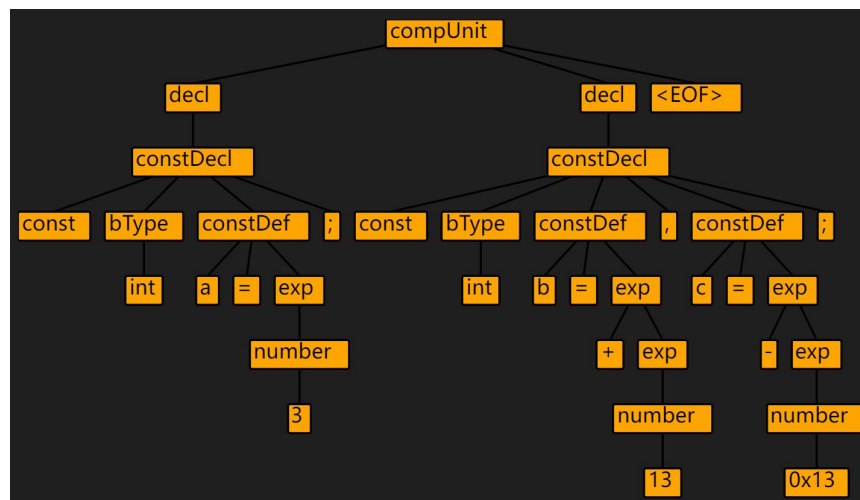 compUnit
decl decl <EOF>
constDecl constDecl
const bType constDef ; const bType constDef , constDef ;
int a = exp int b = exp c = exp
number + exp - exp
3 number number
13 0x13